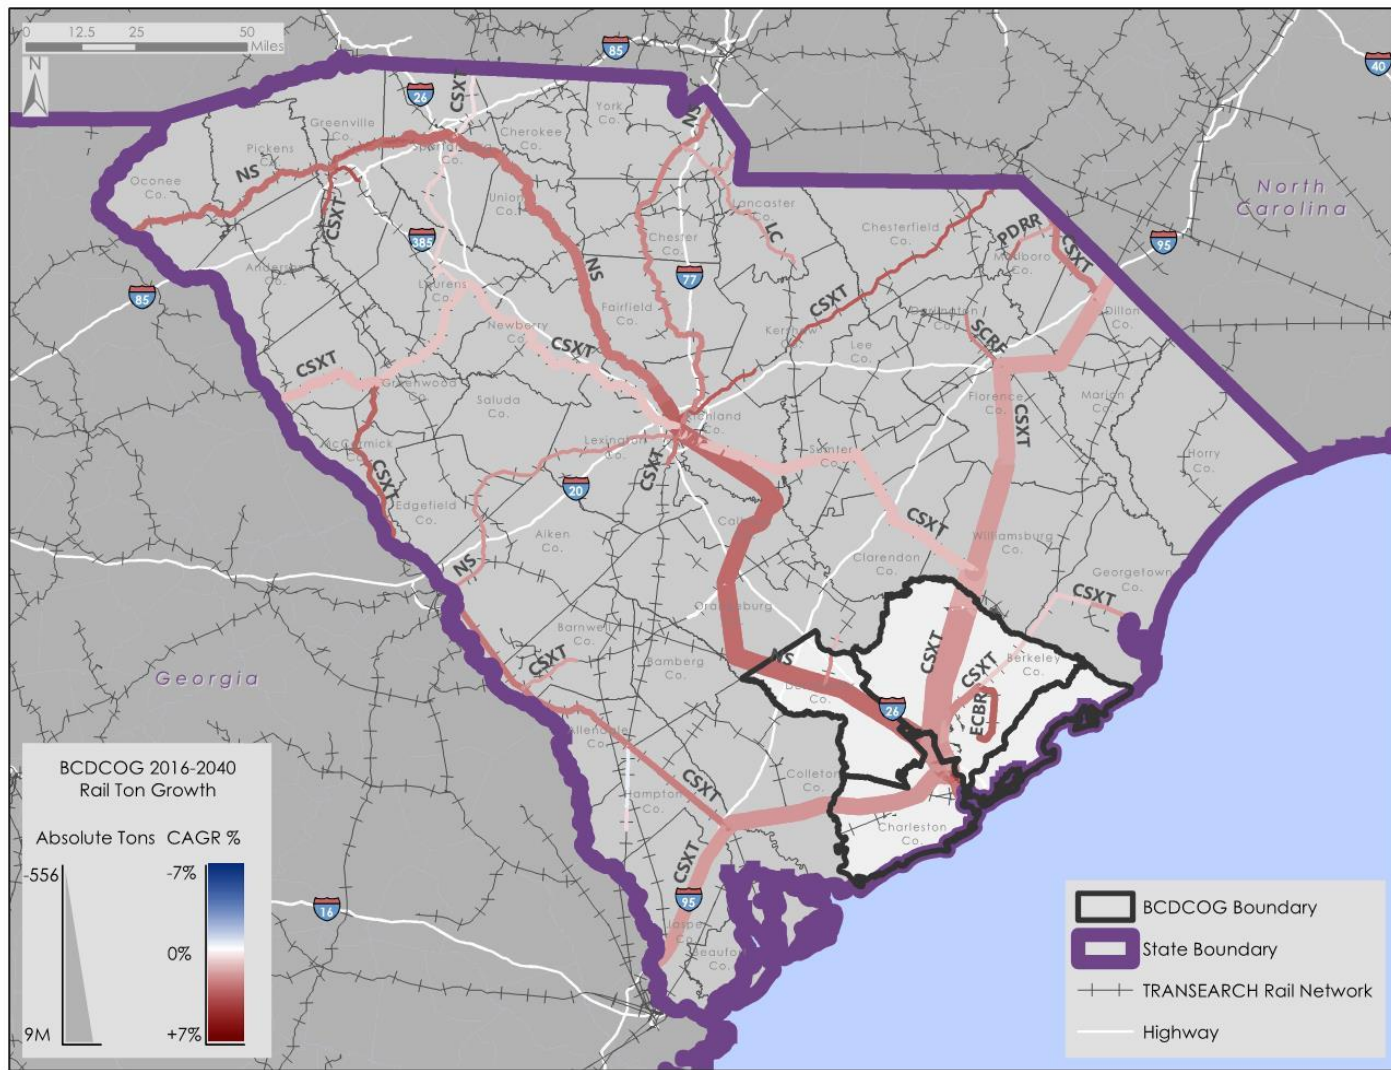 0 12.5 25 50
Miles
N
85
40
26
CSXT
NS
York
Co.
Greenville
Co.
Cherokee
Co.
Pickens
Oconee
Co.
NS
Union
Co.
Lancaster
Co.
North
Carolina
CSXT
LC
Chesterfield
Co.
PDRR
CSXT
Marlboro
Co.
95
385
Chester
Co.
NS
77
85
Laurens
Co.
Fairfield
Co.
CSXT
Dillon
Co.
Newberry
Co.
CSXT
Kershaw
Lee
Co.
SCRF
CSXT
Greenwood
Co.
Saluda
Co.
Florence
Co.
CSXT
Marion
Co.
Richland
Co.
Lexington
Co.
McCormick
CSXT
CSXT
Sumter
Co.
Horry
Co.
Edgefield
Co.
20
Aiken
Co.
CSXT
Williamsburg
Co.
Clarendon
Co.
NS
Georgetown
Co.
CSXT
Orangeburg
Barnwell
Co.
CSXT
Bamberg
Co.
NS
CSXT
CSXT
Berkeley
Co.
Georgia
26
ECBR
Allendale
Co.
CSXT
Colleton
Co.
Hampton
Co.
Charleston
Co.
CSXT
95
Jasper
Co.
Beaufort
Co.
16
BCDCOG 2016-2040
Rail Ton Growth
Absolute Tons CAGR %
-556
9M
-7%
0%
+7%
BCDCOG Boundary
State Boundary
TRANSEARCH Rail Network
Highway